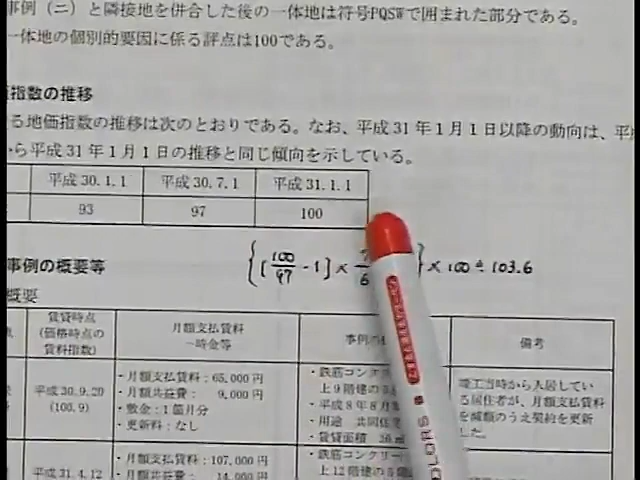 事例（ニ）と隣接地を併合した後の一体地は符号PQSWで囲まれた部分である。
一体地の個別的要因に係る評点は100である。
指数の推移
る地価指数の推移は次のとおりである。なお、平成31年1月1日以降の動向は、平
から平成31年1月1日の推移と同じ傾向を示している。
平成30.1.1 平成30.7.1 平成31.1.1
93 97 100
{[100/97 -1]× }×100≒103.6
事例の概要等
概要
賃貸時点（価格時点の賃料指数） 月額支払賃料 一時金等 事例の 備考
平成30.9.20 (100.9)
・月額支払賃料：65,000円
・月額共益費： 9,000円
・敷金：1箇月分
・更新料：なし
・鉄筋コンク
上9階建の
・平成8年8月
・用途 共同住
・賃貸面積
竣工当時から入居してい
る居住者が、月額支払賃料
を減額のうえ契約を更新
した。
平成31.4.12
・月額支払賃料：107,000円
・月額共益費： 14,000円
・鉄筋コンクリー
上12階建の
COLORS